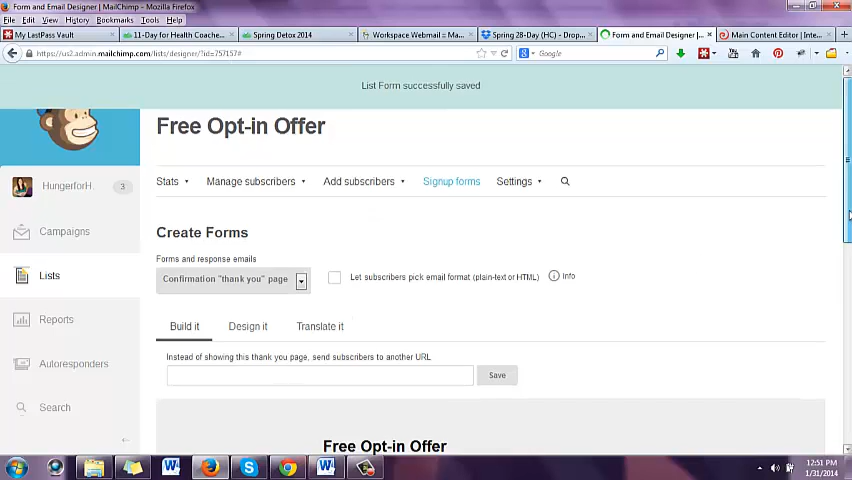 Form and Email Designer | MailChimp - Mozilla Firefox
File Edit View History Bookmarks Tools Help
My LastPass Vault
11-Day for Health Coache...
Spring Detox 2014
Workspace Webmail :: Ma...
Spring 28-Day (HC) - Drop...
Form and Email Designer | ...
Main Content Editor | Inte...
https://us2.admin.mailchimp.com/lists/designer/?id=757157#
Google
List Form successfully saved
Free Opt-in Offer
Stats Manage subscribers Add subscribers Signup forms Settings
HungerforH.
3
Campaigns
Lists
Reports
Autoresponders
Search
Create Forms
Forms and response emails
Confirmation "thank you" page
Let subscribers pick email format (plain-text or HTML)
Info
Build it Design it Translate it
Instead of showing this thank you page, send subscribers to another URL
Save
Free Opt-in Offer
12:51 PM
1/31/2014